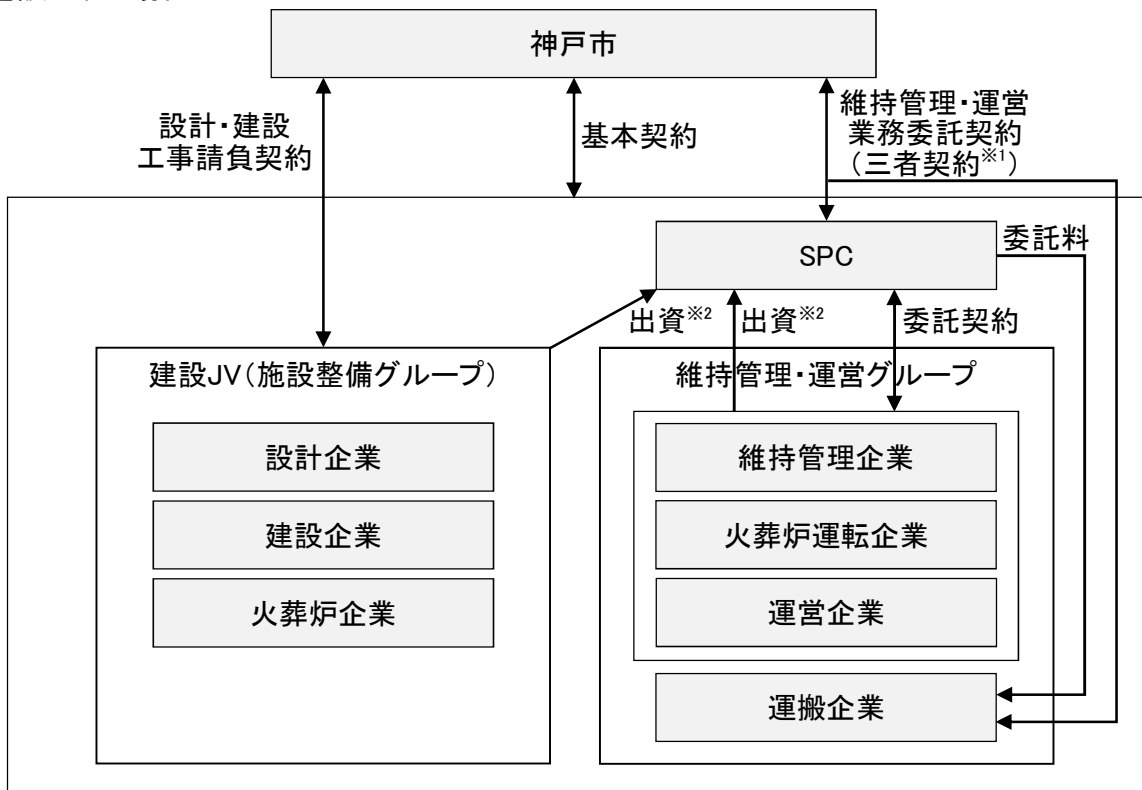 神戸市
設計・建設
工事請負契約
基本契約
維持管理・運営
業務委託契約
(三者契約※1)
SPC
委託料
出資※2
出資※2
委託契約
建設JV(施設整備グループ)
維持管理・運営グループ
設計企業
建設企業
火葬炉企業
維持管理企業
火葬炉運転企業
運営企業
運搬企業